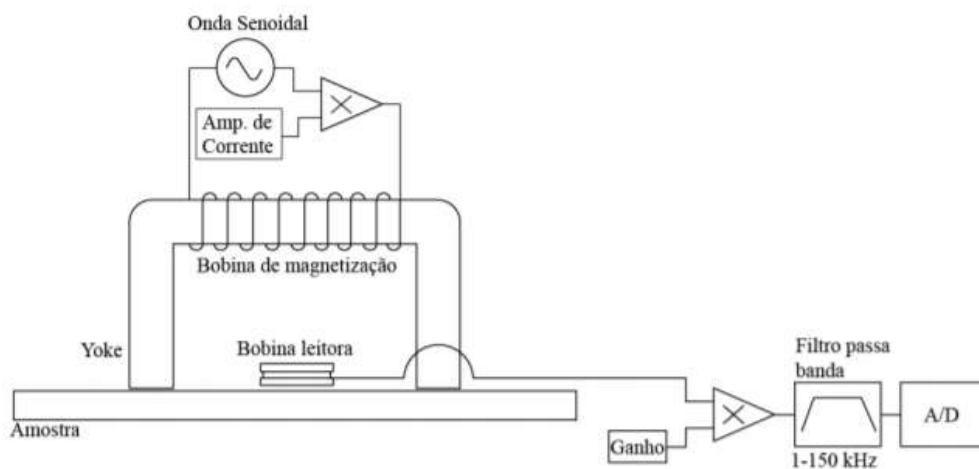 Onda Senoidal
Amp. de
Corrente
Bobina de magnetização
Yoke
Bobina leitora
Filtro passa
banda
Amostra
Ganho
A/D
1-150 kHz